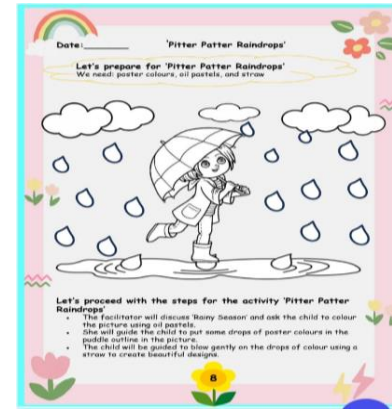 Date:________ 'Pitter Patter Raindrops'
Let's prepare for 'Pitter Patter Raindrops'
We need: poster colours, oil pastels, and straw
Let's proceed with the steps for the activity 'Pitter Patter
Raindrops'
• The facilitator will discuss 'Rainy Season' and ask the child to colour
the picture using oil pastels.
• She will guide the child to put some drops of poster colours in the
puddle outline in the picture.
• The child will be guided to blow gently on the drops of colour using a
straw to create beautiful designs.
8